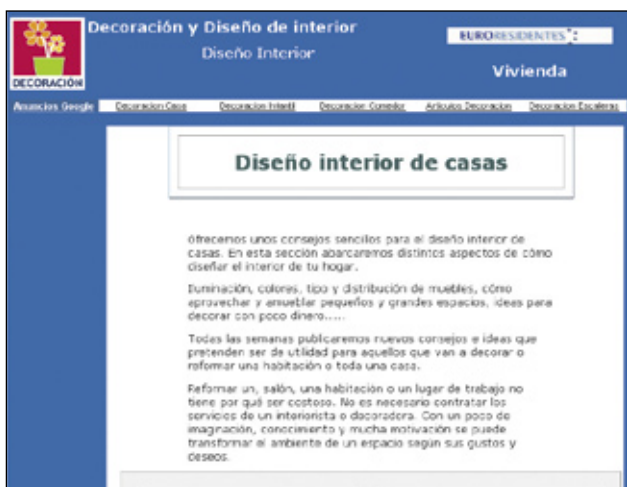 Decoración y Diseño de interior
Diseño Interior
EURORESIDENTES
Vivienda
DECORACIÓN
Anuncios Google Decoracion Casa Decoracion Infantil Decoracion Comedor Articulos Decoracion Decoracion Escaleras
Diseño interior de casas
Ofrecemos unos consejos sencillos para el diseño interior de
casas. En esta sección abarcaremos distintos aspectos de cómo
diseñar el interior de tu hogar.
Iluminación, colores, tipo y distribución de muebles, cómo
aprovechar y amueblar pequeños y grandes espacios, ideas para
decorar con poco dinero.....
Todas las semanas publicaremos nuevos consejos e ideas que
pretenden ser de utilidad para aquellos que van a decorar o
reformar una habitación o toda una casa.
Reformar un, salón, una habitación o un lugar de trabajo no
tiene por qué ser costoso. No es necesario contratar los
servicios de un interiorista o decoradora. Con un poco de
imaginación, conocimiento y mucha motivación se puede
transformar el ambiente de un espacio según sus gustos y
deseos.